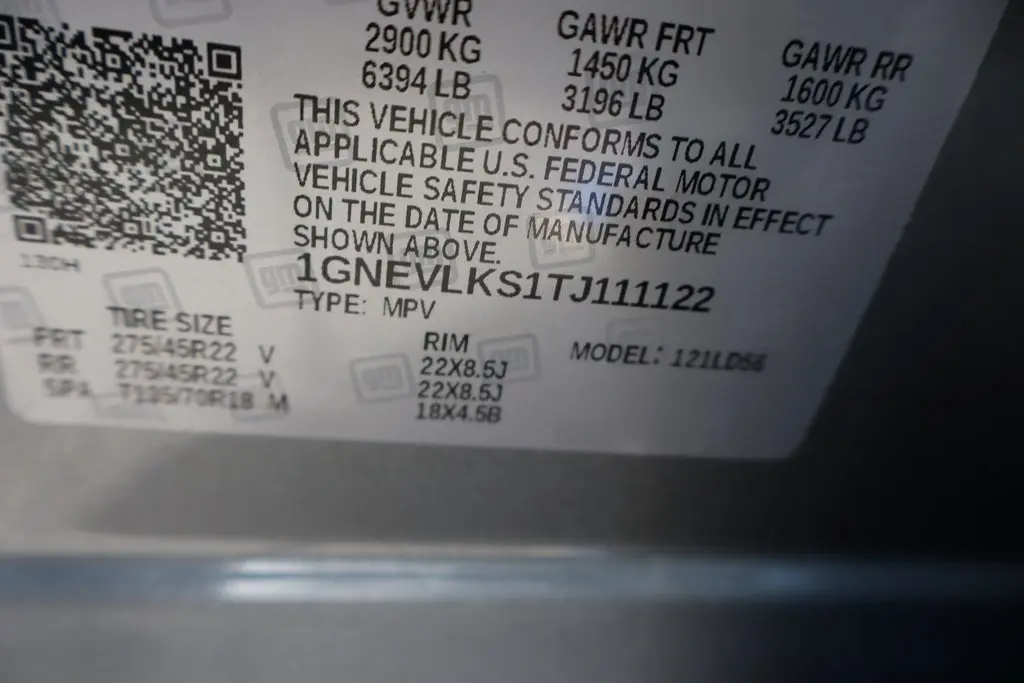 GVWR
2900 KG
6394 LB
GAWR FRT
1450 KG
3196 LB
GAWR RR
1600 KG
3527 LB
THIS VEHICLE CONFORMS TO ALL
APPLICABLE U.S. FEDERAL MOTOR
VEHICLE SAFETY STANDARDS IN EFFECT
ON THE DATE OF MANUFACTURE
SHOWN ABOVE.
1GNEVLKS1TJ111122
TYPE: MPV
TIRE SIZE
RIM
MODEL:
FRT 275/45R22 V 22X8.5J
RR 275/45R22 V 22X8.5J
SPA T135/70R18 M 18X4.5B
gm